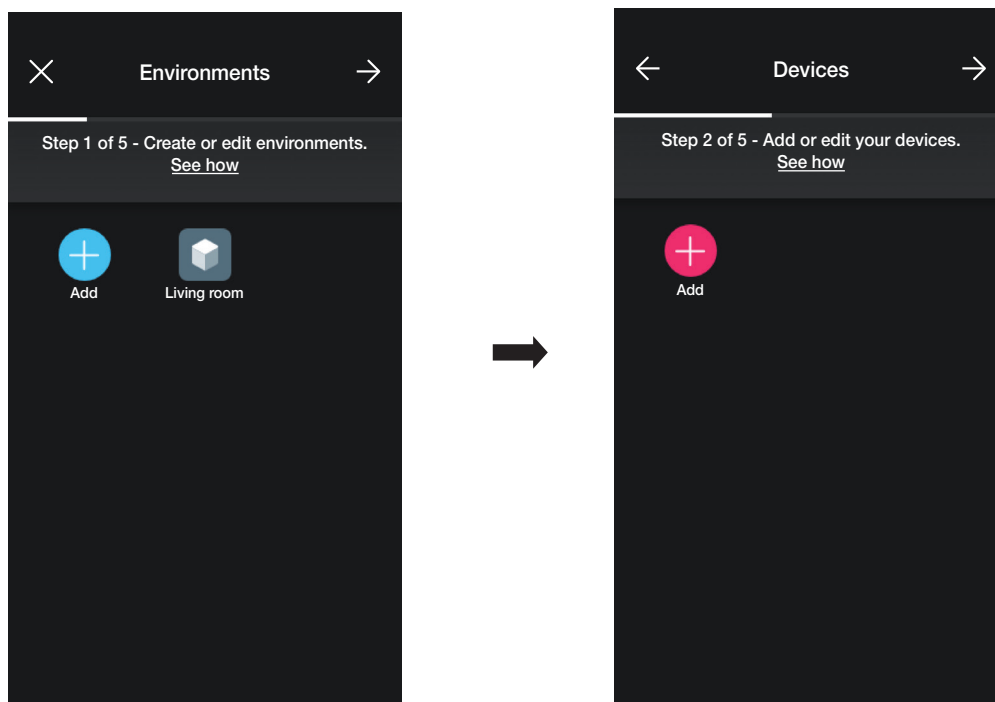 Environments
Step 1 of 5 - Create or edit environments.
See how
Add
Living room
Devices
Step 2 of 5 - Add or edit your devices.
See how
Add